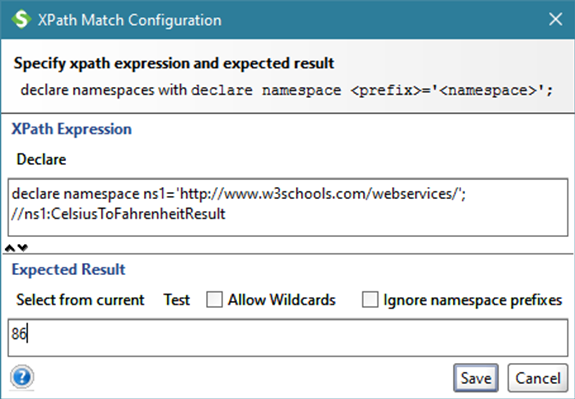 XPath Match Configuration
Specify xpath expression and expected result
declare namespaces with declare namespace <prefix>='<namespace>';
XPath Expression
Declare
declare namespace ns1='http://www.w3schools.com/webservices/';
//ns1:CelsiusToFahrenheitResult
Expected Result
Select from current Test Allow Wildcards Ignore namespace prefixes
86
? Save Cancel